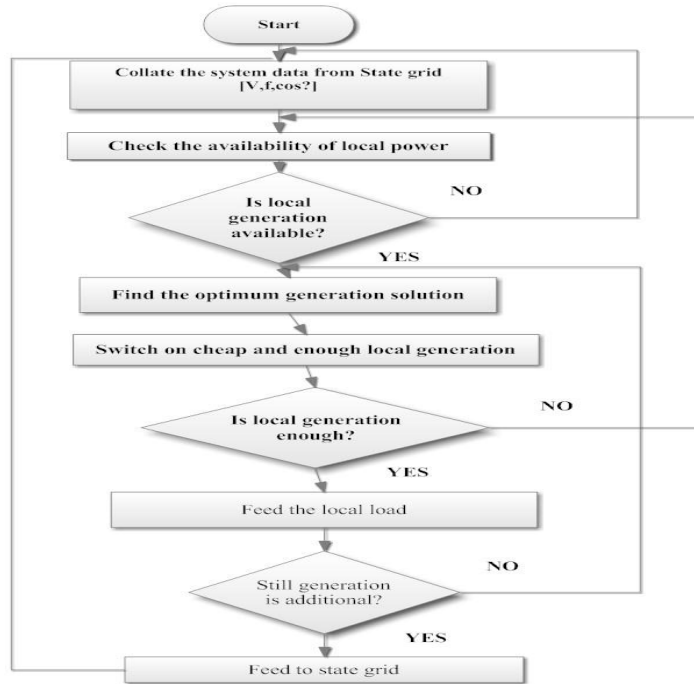 Start
Collate the system data from State grid
[V,f,cos?]
Check the availability of local power
NO
Is local
generation
available?
YES
Find the optimum generation solution
Switch on cheap and enough local generation
NO
Is local generation
enough?
YES
Feed the local load
NO
Still generation
is additional?
YES
Feed to state grid